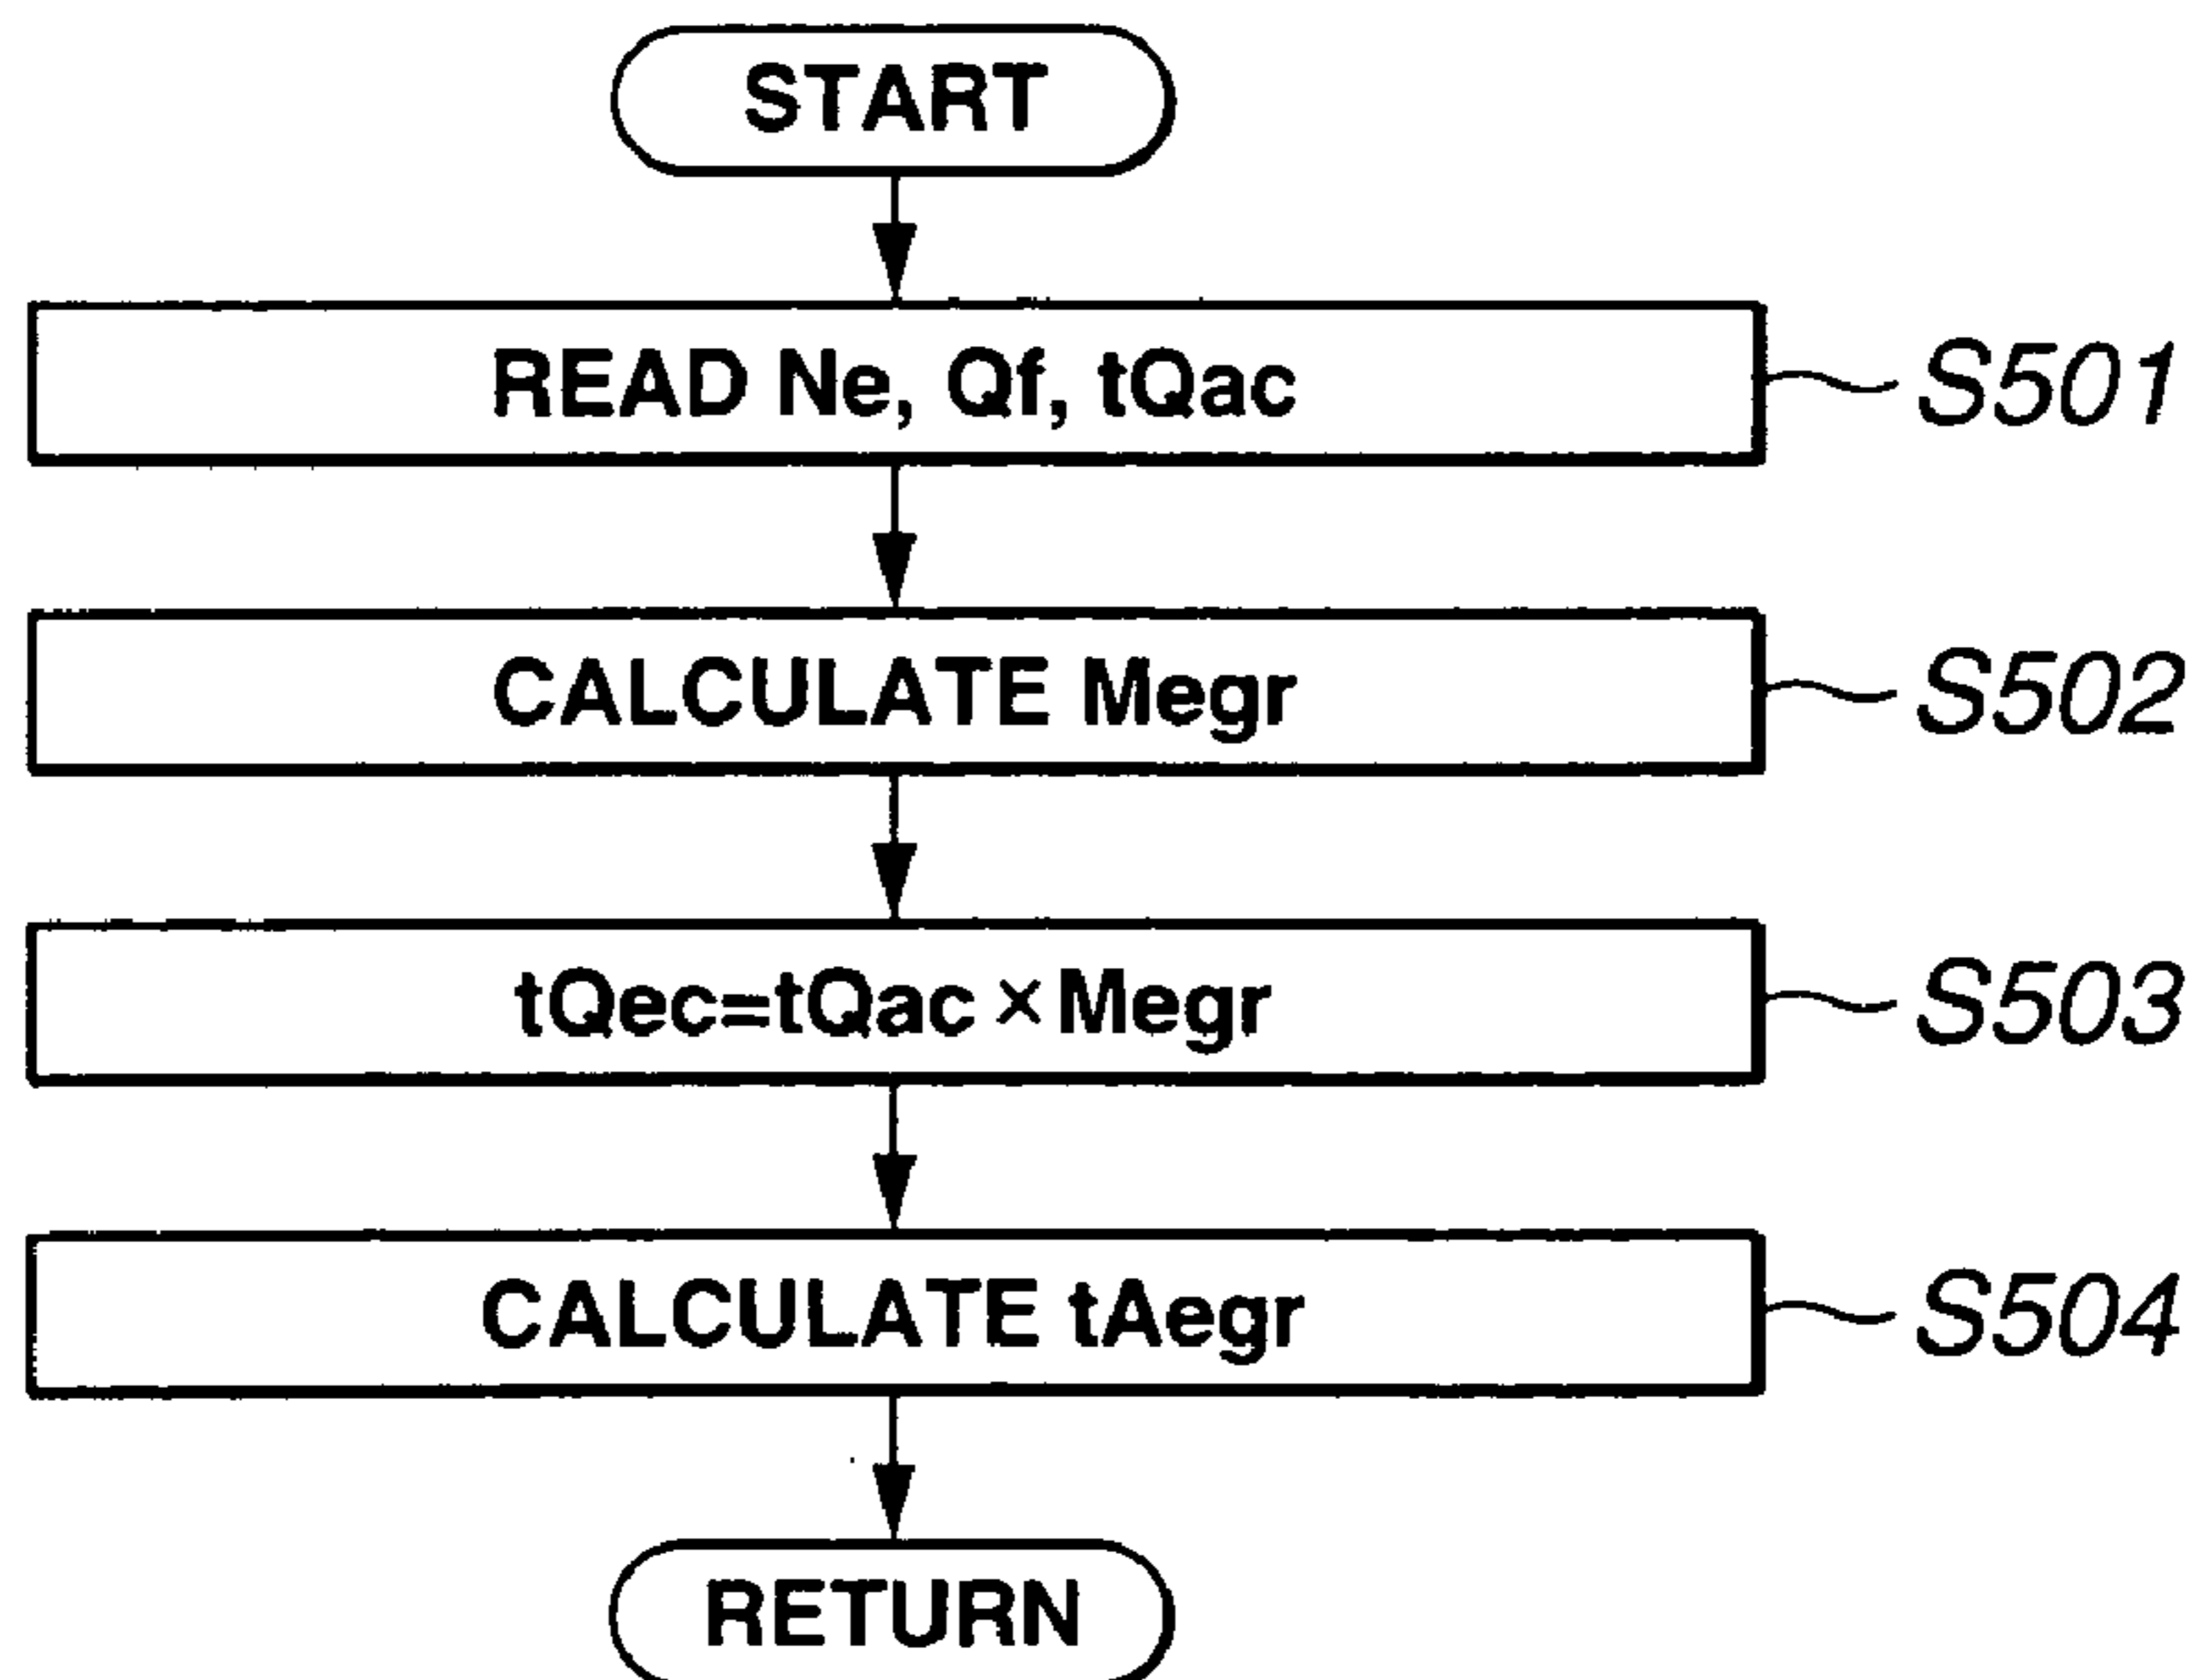 START
READ Ne, Qf, tQac
S501
CALCULATE Megr
S502
tQec=tQac×Megr
S503
CALCULATE tAegr
S504
RETURN